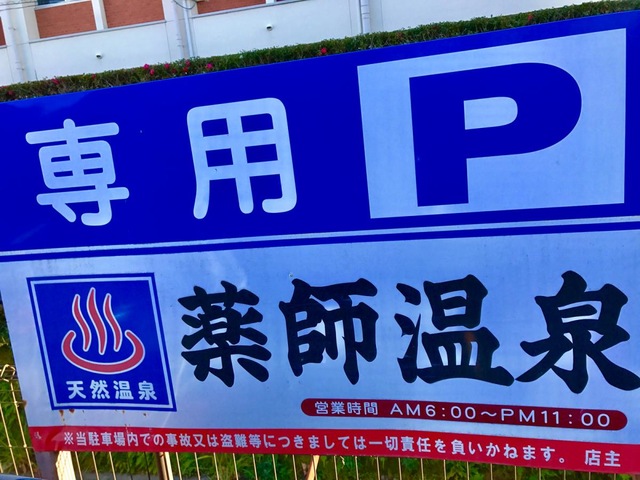 専用 P
薬師温泉
天然温泉
営業時間 AM6:00〜PM11:00
※当駐車場内での事故又は盗難等につきましては一切責任を負いかねます。 店主